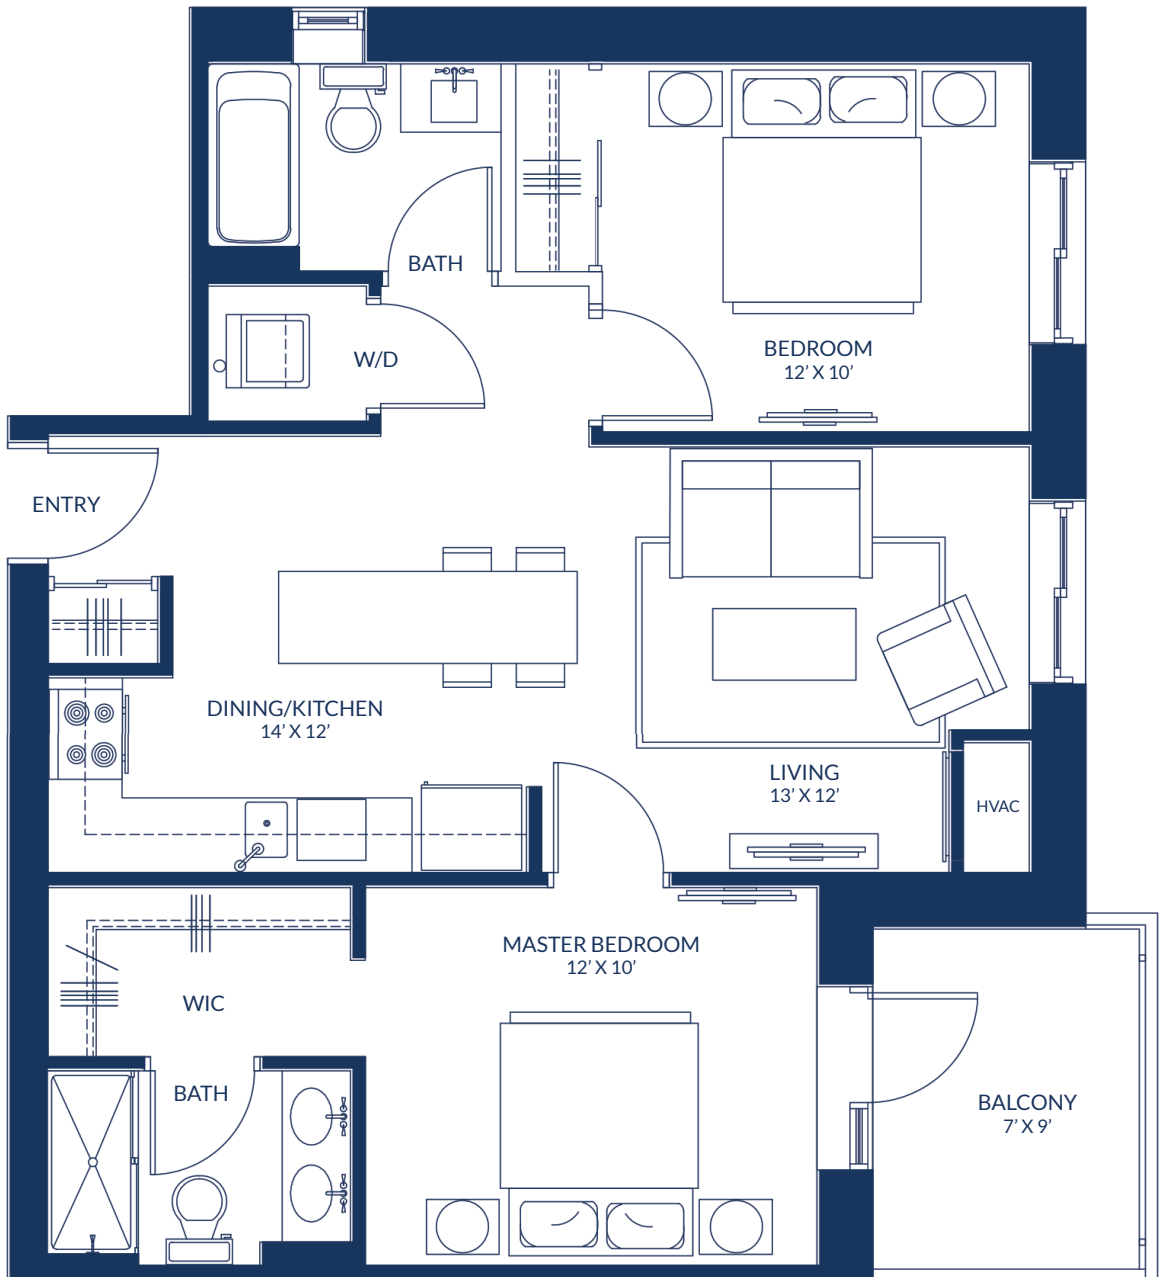 BATH
W/D
BEDROOM
12’ X 10’
ENTRY
DINING/KITCHEN
14’ X 12’
LIVING
13’ X 12’
HVAC
MASTER BEDROOM
12’ X 10’
WIC
BATH
BALCONY
7’ X 9’